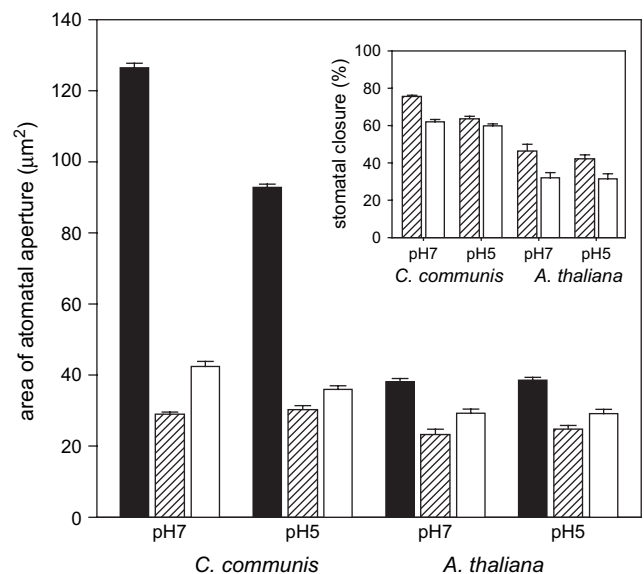 area of atomatal aperture (μm²)
140
120
100
80
60
40
20
0
pH7 pH5 pH7 pH5
C. communis A. thaliana
stomatal closure (%)
100
80
60
40
20
0
pH7 pH5 pH7 pH5
C. communis A. thaliana